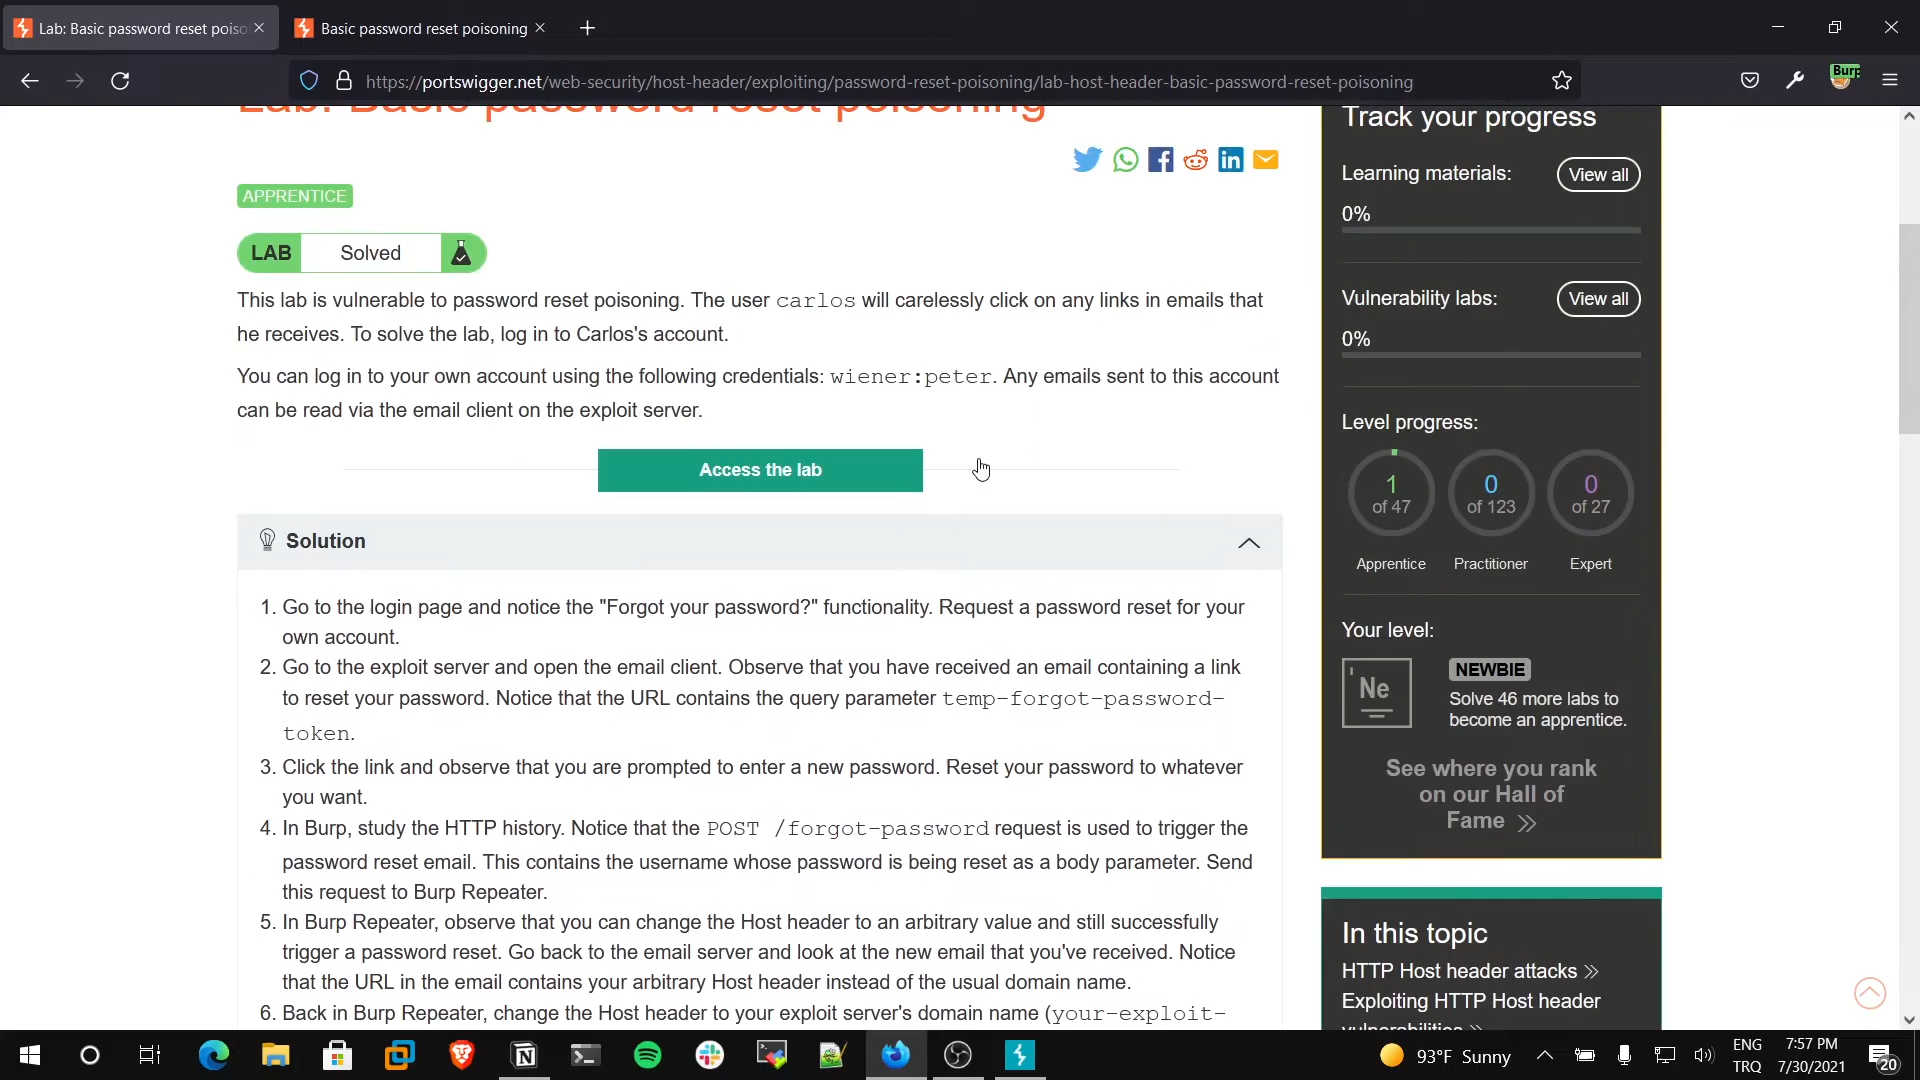 Lab: Basic password reset poiso
Basic password reset poisoning
https://portswigger.net/web-security/host-header/exploiting/password-reset-poisoning/lab-host-header-basic-password-reset-poisoning
Burp
Lab: Basic password reset poisoning
APPRENTICE
LAB Solved
This lab is vulnerable to password reset poisoning. The user carlos will carelessly click on any links in emails that
he receives. To solve the lab, log in to Carlos's account.
You can log in to your own account using the following credentials: wiener:peter. Any emails sent to this account
can be read via the email client on the exploit server.
Access the lab
Solution
1. Go to the login page and notice the "Forgot your password?" functionality. Request a password reset for your
own account.
2. Go to the exploit server and open the email client. Observe that you have received an email containing a link
to reset your password. Notice that the URL contains the query parameter temp-forgot-password-
token.
3. Click the link and observe that you are prompted to enter a new password. Reset your password to whatever
you want.
4. In Burp, study the HTTP history. Notice that the POST /forgot-password request is used to trigger the
password reset email. This contains the username whose password is being reset as a body parameter. Send
this request to Burp Repeater.
5. In Burp Repeater, observe that you can change the Host header to an arbitrary value and still successfully
trigger a password reset. Go back to the email server and look at the new email that you've received. Notice
that the URL in the email contains your arbitrary Host header instead of the usual domain name.
6. Back in Burp Repeater, change the Host header to your exploit server's domain name (your-exploit-
Track your progress
Learning materials: View all
0%
Vulnerability labs: View all
0%
Level progress:
1 0 0
of 47 of 123 of 27
Apprentice Practitioner Expert
Your level:
Ne
NEWBIE
Solve 46 more labs to
become an apprentice.
See where you rank
on our Hall of
Fame
In this topic
HTTP Host header attacks
Exploiting HTTP Host header
vulnerabilities
93°F Sunny
ENG
TRQ
7:57 PM
7/30/2021
20